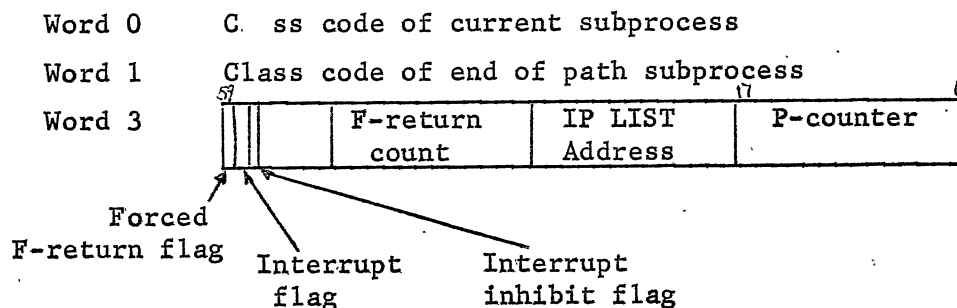 Word 0 C. ss code of current subprocess
Word 1 Class code of end of path subprocess
59 17
Word 3 F-return count IP LIST Address P-counter
Forced F-return flag
Interrupt flag
Interrupt inhibit flag